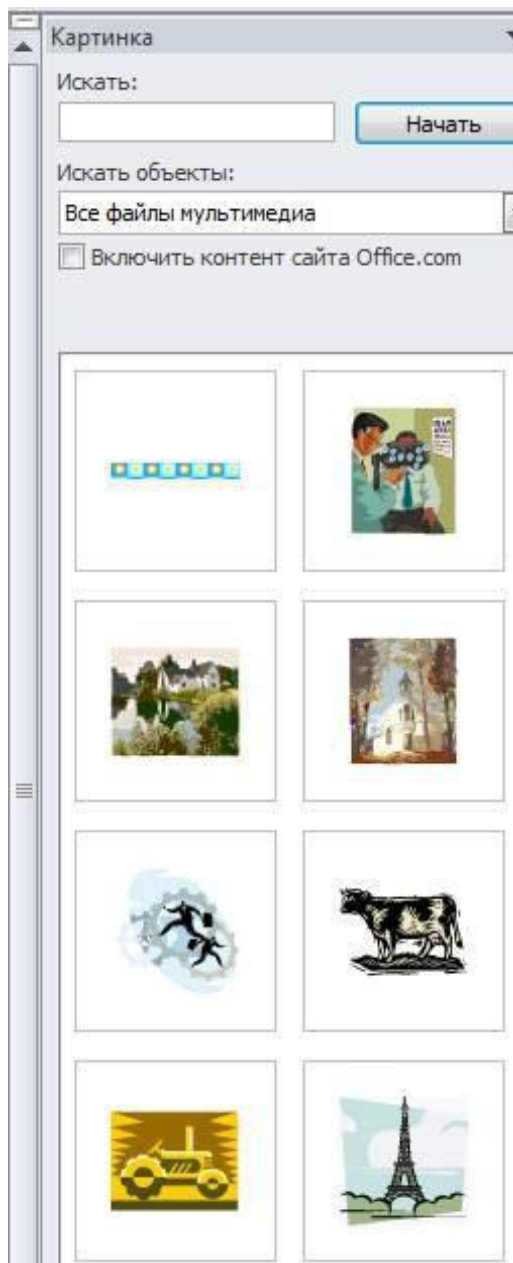 Картинка
Искать:
Начать
Искать объекты:
Все файлы мультимедиа
Включить контент сайта Office.com